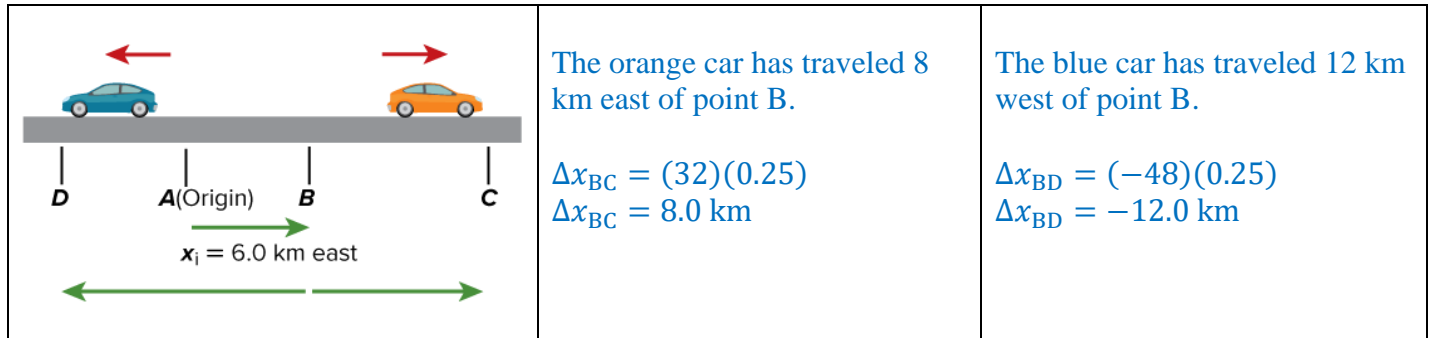 D
A(Origin)
B
C
xᵢ = 6.0 km east
The orange car has traveled 8
km east of point B.
Δx_BC = (32)(0.25)
Δx_BC = 8.0 km
The blue car has traveled 12 km
west of point B.
Δx_BD = (−48)(0.25)
Δx_BD = −12.0 km